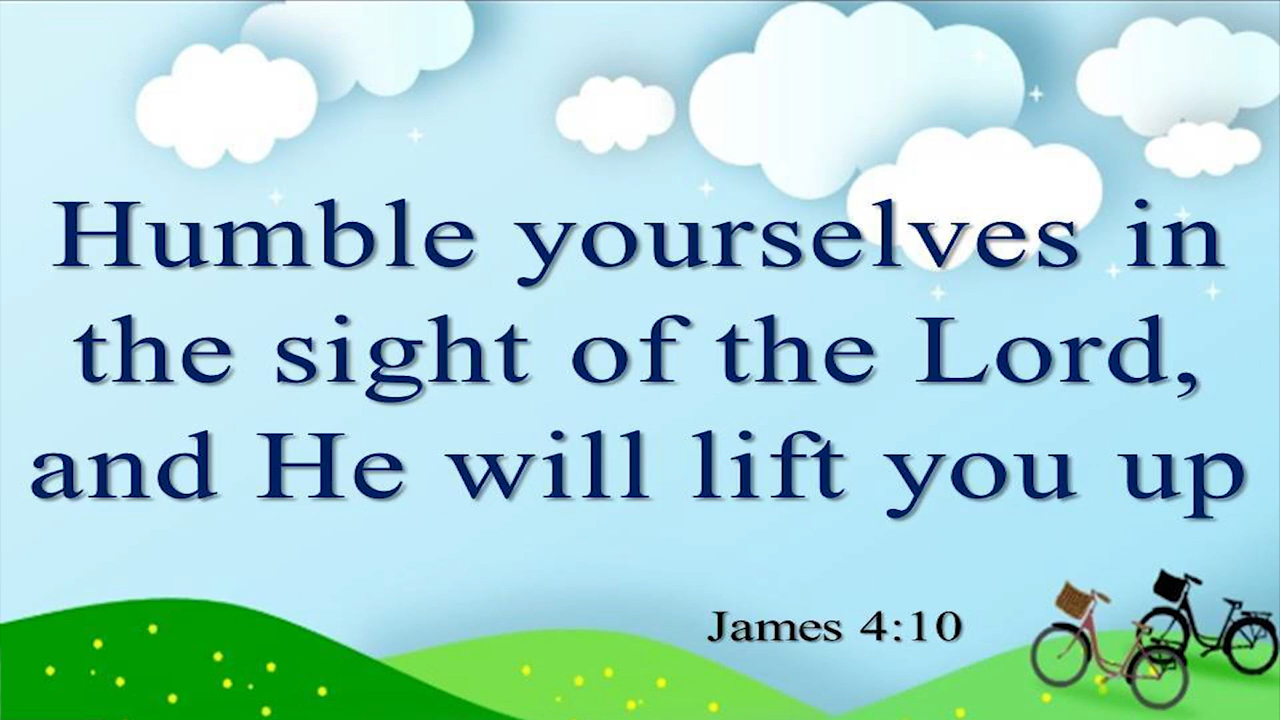 Humble yourselves in
the sight of the Lord,
and He will lift you up
James 4:10